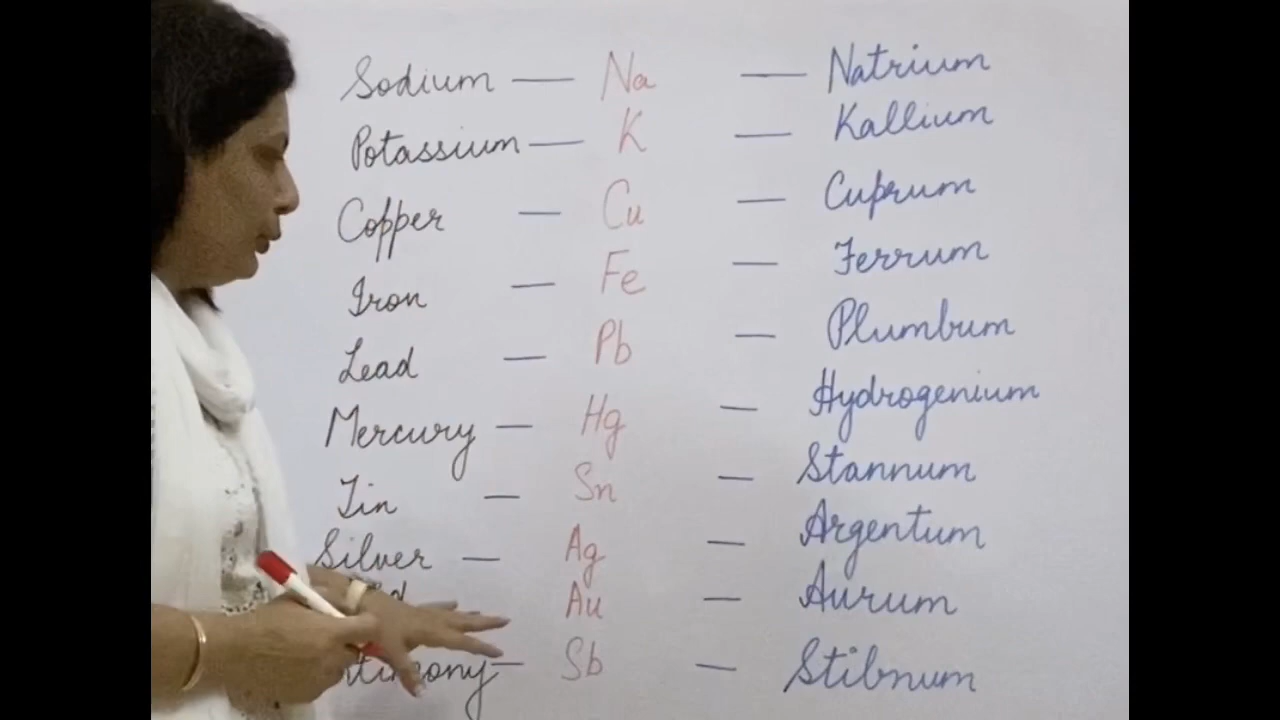 Sodium — Na — Natrium
Potassium — K — Kallium
Copper — Cu — Cuprum
Iron — Fe — Ferrum
Lead — Pb — Plumbum
Mercury — Hg — Hydrogenium
Tin — Sn — Stannum
Silver — Ag — Argentum
Au — Aurum
— Sb — Stibnum